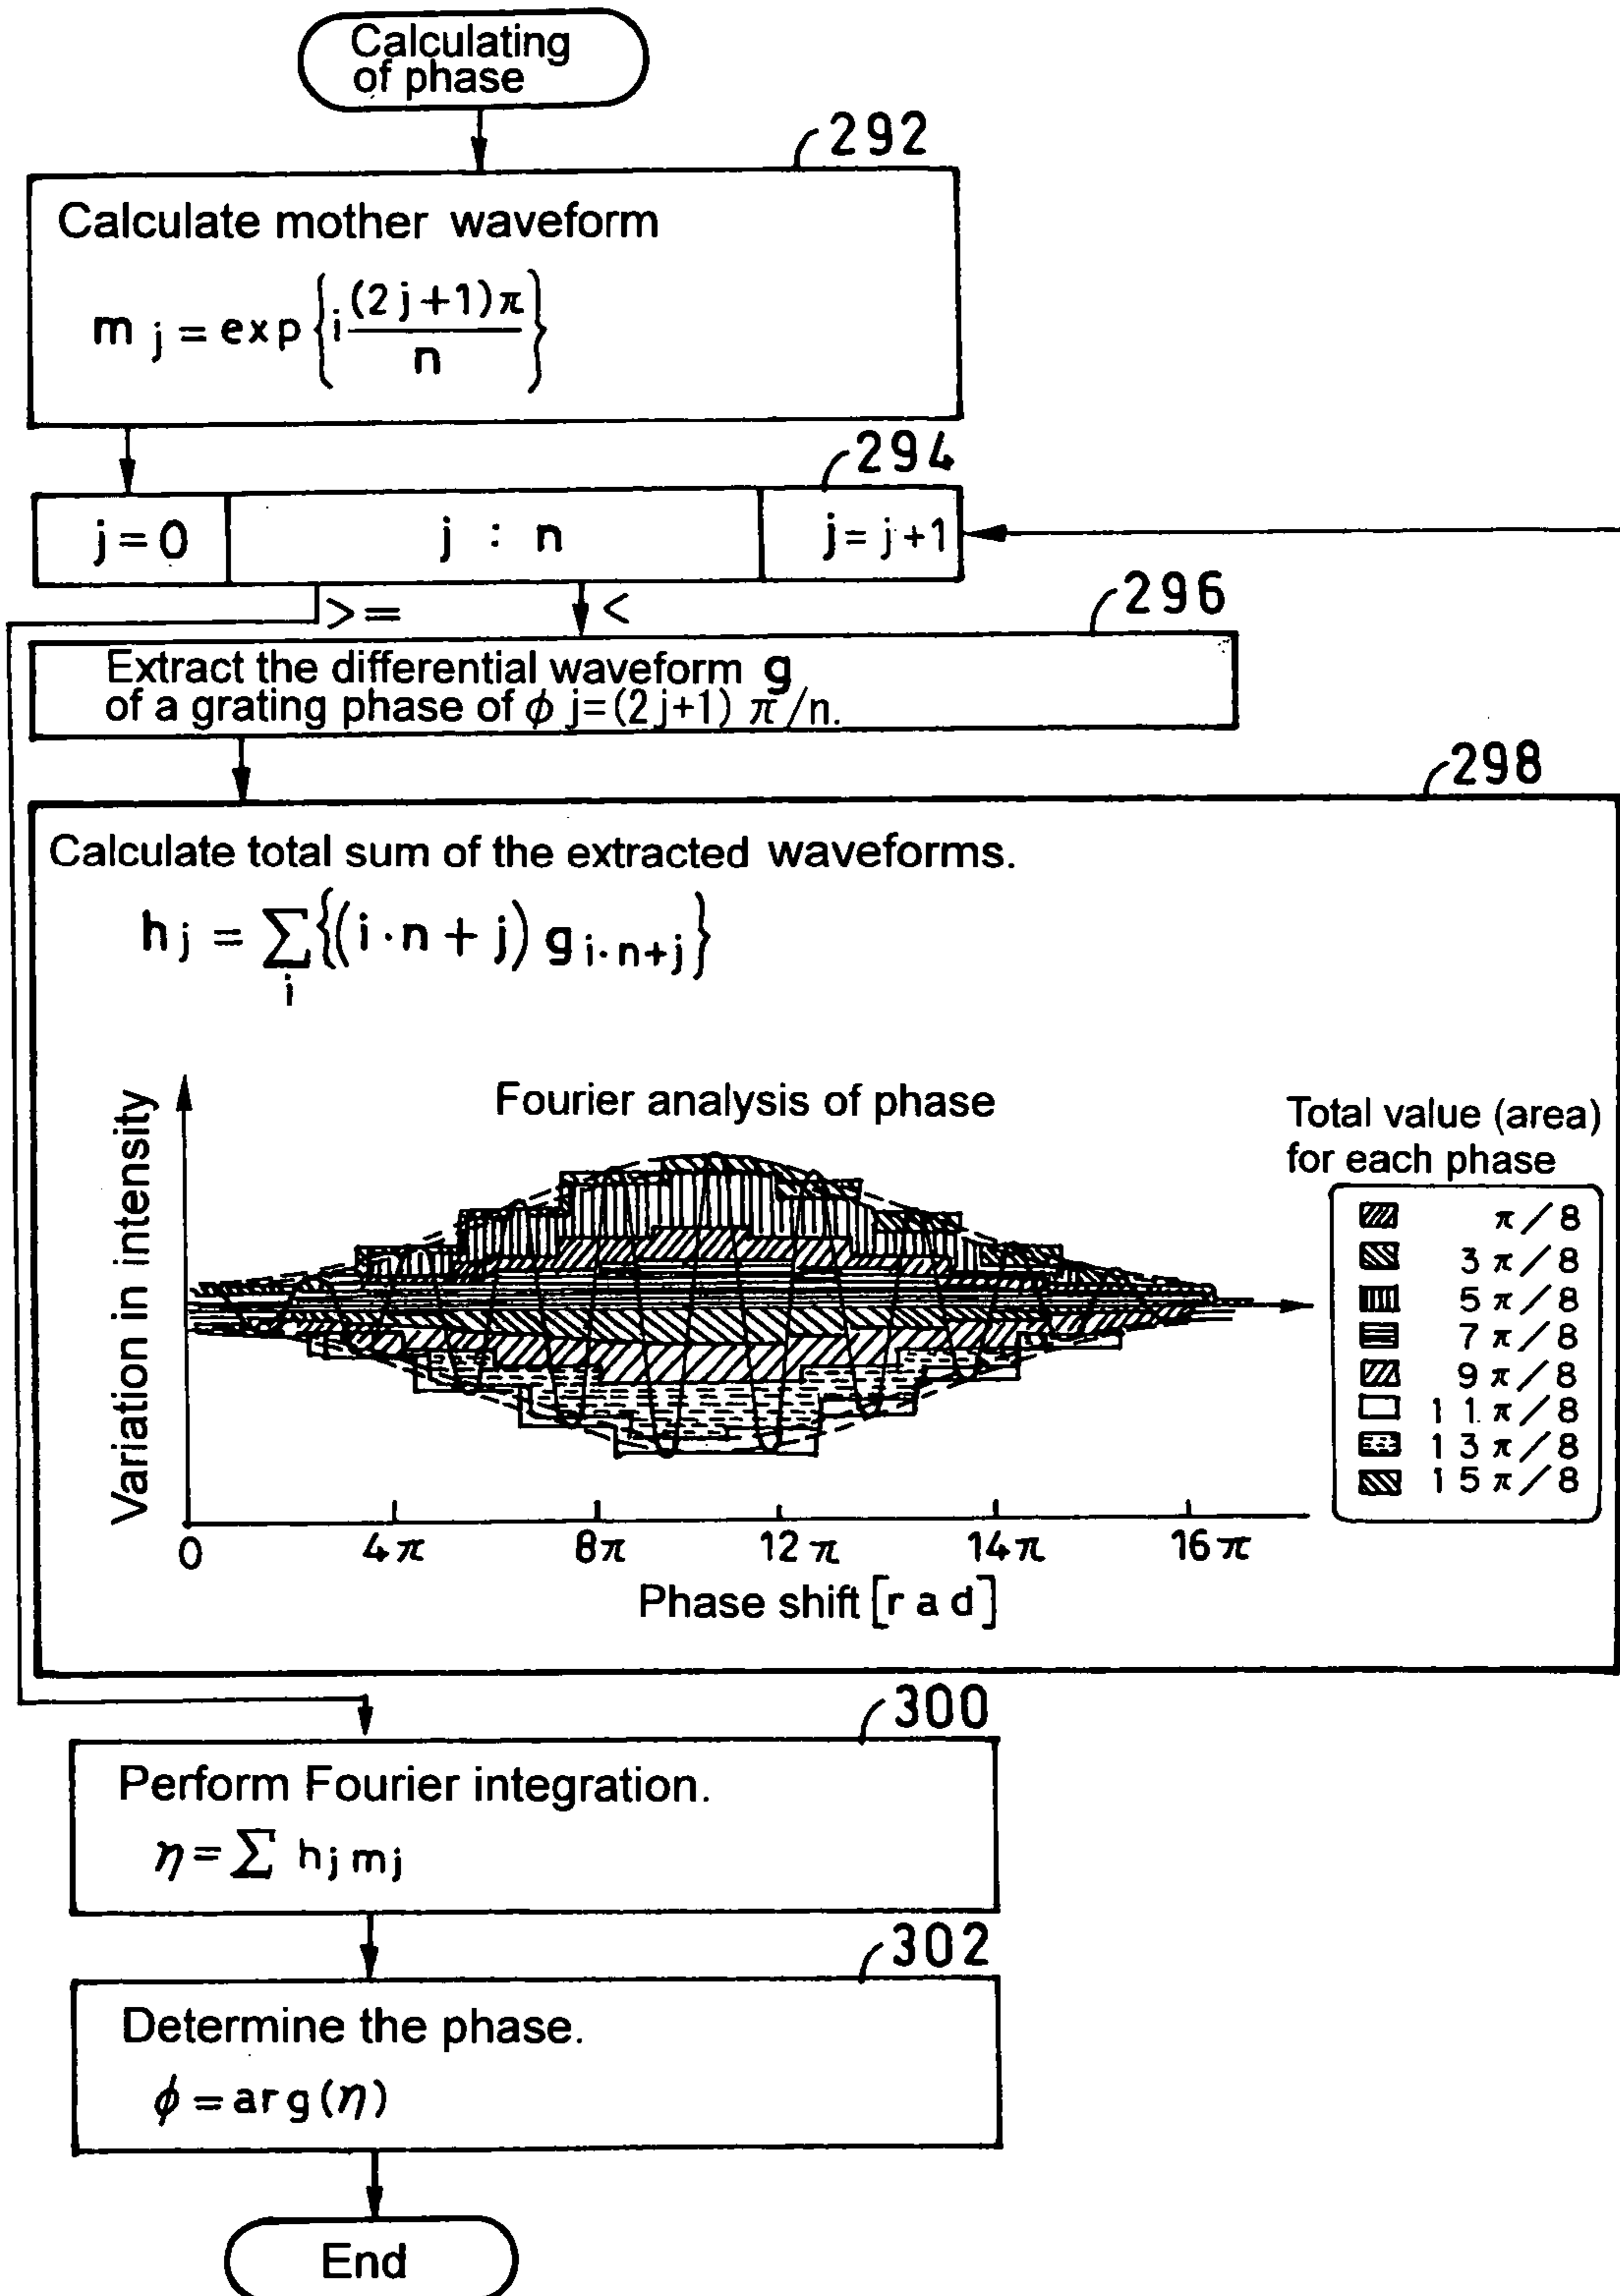 Calculating
of phase
292
Calculate mother waveform
m j = exp{i (2j+1)π / n}
294
j=0
j : n
j= j+1
>=
<
296
Extract the differential waveform g
of a grating phase of φ j=(2j+1) π/n.
298
Calculate total sum of the extracted waveforms.
h j = ∑ i {(i·n+j) g i·n+j}
Fourier analysis of phase
Variation in intensity
Total value (area)
for each phase
π/8
3π/8
5π/8
7π/8
9π/8
11π/8
13π/8
15π/8
0 4π 8π 12π 14π 16π
Phase shift [rad]
300
Perform Fourier integration.
η=∑ hj mj
302
Determine the phase.
φ=arg(η)
End